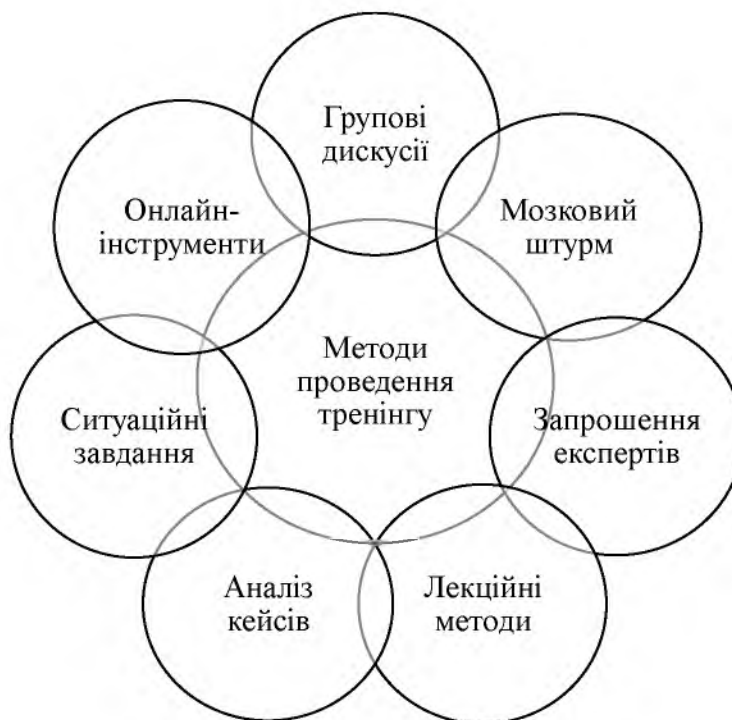 Групові
дискусії
Онлайн-
інструменти
Мозковий
штурм
Методи
проведення
тренінгу
Ситуаційні
завдання
Запрошення
експертів
Аналіз
кейсів
Лекційні
методи